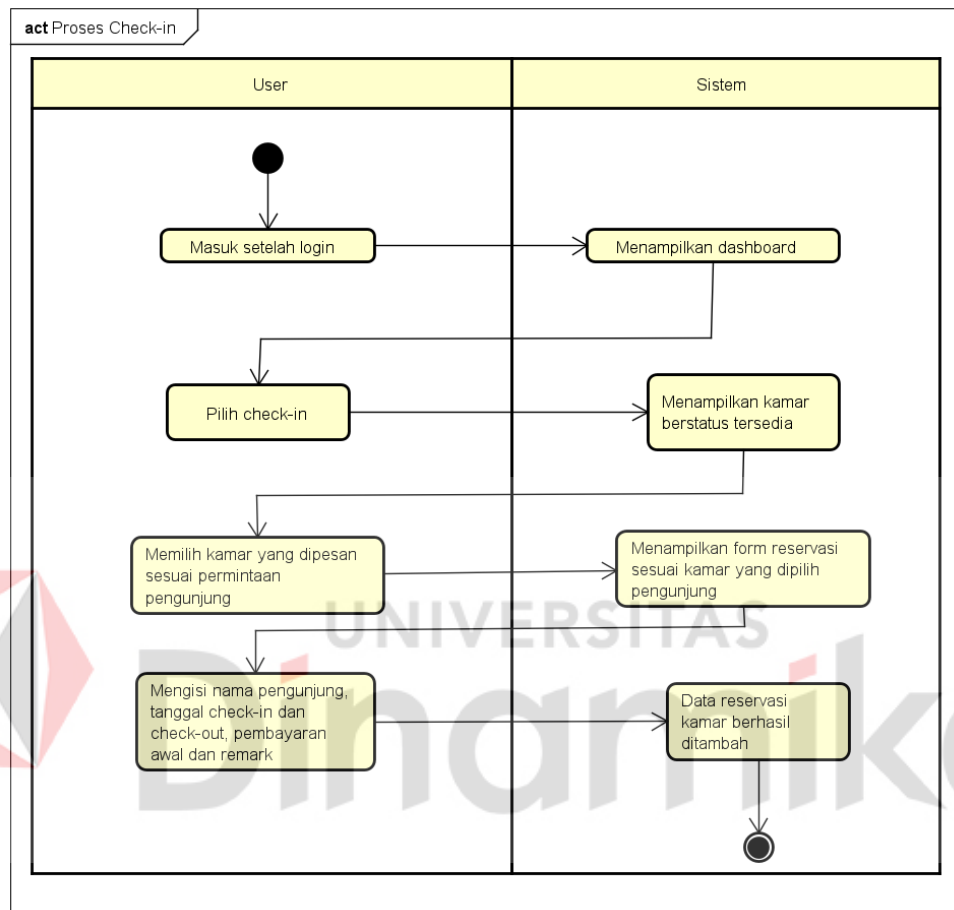 act Proses Check-in
User
Sistem
Masuk setelah login
Menampilkan dashboard
Pilih check-in
Menampilkan kamar
berstatus tersedia
Memilih kamar yang dipesan
sesuai permintaan
pengunjung
Menampilkan form reservasi
sesuai kamar yang dipilih
pengunjung
UNIVERSITAS
Dinamika
Mengisi nama pengunjung,
tanggal check-in dan
check-out, pembayaran
awal dan remark
Data reservasi
kamar berhasil
ditambah